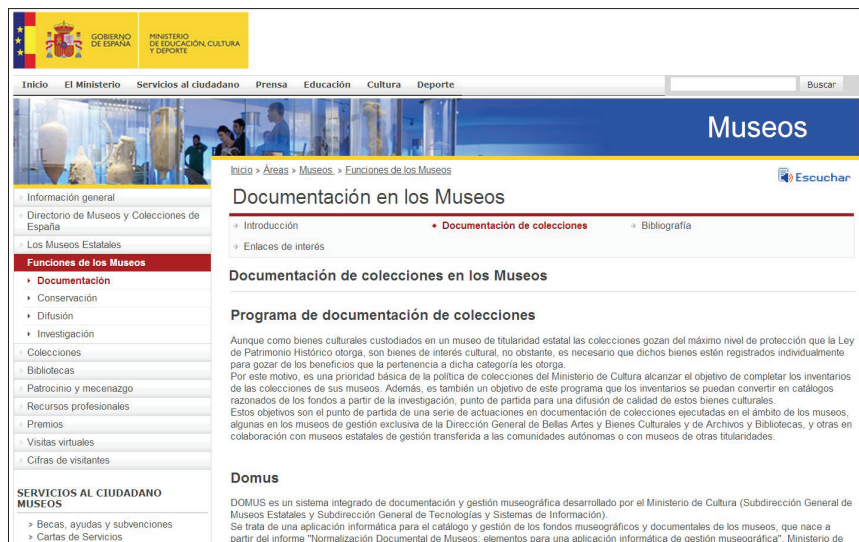 GOBIERNO
DE ESPAÑA
MINISTERIO
DE EDUCACIÓN, CULTURA
Y DEPORTE
Inicio El Ministerio Servicios al ciudadano Prensa Educación Cultura Deporte
Buscar
Museos
Inicio > Áreas > Museos > Funciones de los Museos
Escuchar
Documentación en los Museos
Introducción
Documentación de colecciones
Bibliografía
Enlaces de interés
Información general
Directorio de Museos y Colecciones de
España
Los Museos Estatales
Funciones de los Museos
Documentación
Conservación
Difusión
Investigación
Colecciones
Bibliotecas
Patrocinio y mecenazgo
Recursos profesionales
Premios
Visitas virtuales
Cifras de visitantes
SERVICIOS AL CIUDADANO
MUSEOS
> Becas, ayudas y subvenciones
> Cartas de Servicios
Documentación de colecciones en los Museos
Programa de documentación de colecciones
Aunque como bienes culturales custodiados en un museo de titularidad estatal las colecciones gozan del máximo nivel de protección que la Ley
de Patrimonio Histórico otorga, son bienes de interés cultural, no obstante, es necesario que dichos bienes estén registrados individualmente
para gozar de los beneficios que la pertenencia a dicha categoría les otorga.
Por este motivo, es una prioridad básica de la política de colecciones del Ministerio de Cultura alcanzar el objetivo de completar los inventarios
de las colecciones de sus museos. Además, es también un objetivo de este programa que los inventarios se puedan convertir en catálogos
razonados de los fondos a partir de la investigación, punto de partida para una difusión de calidad de estos bienes culturales.
Estos objetivos son el punto de partida de una serie de actuaciones en documentación de colecciones ejecutadas en el ámbito de los museos,
algunas en los museos de gestión exclusiva de la Dirección General de Bellas Artes y Bienes Culturales y de Archivos y Bibliotecas, y otras en
colaboración con museos estatales de gestión transferida a las comunidades autónomas o con museos de otras titularidades.
Domus
DOMUS es un sistema integrado de documentación y gestión museográfica desarrollado por el Ministerio de Cultura (Subdirección General de
Museos Estatales y Subdirección General de Tecnologías y Sistemas de Información).
Se trata de una aplicación informática para el catálogo y gestión de los fondos museográficos y documentales de los museos, que nace a
partir del informe "Normalización Documental de Museos: elementos para una aplicación informática de gestión museográfica". Ministerio de